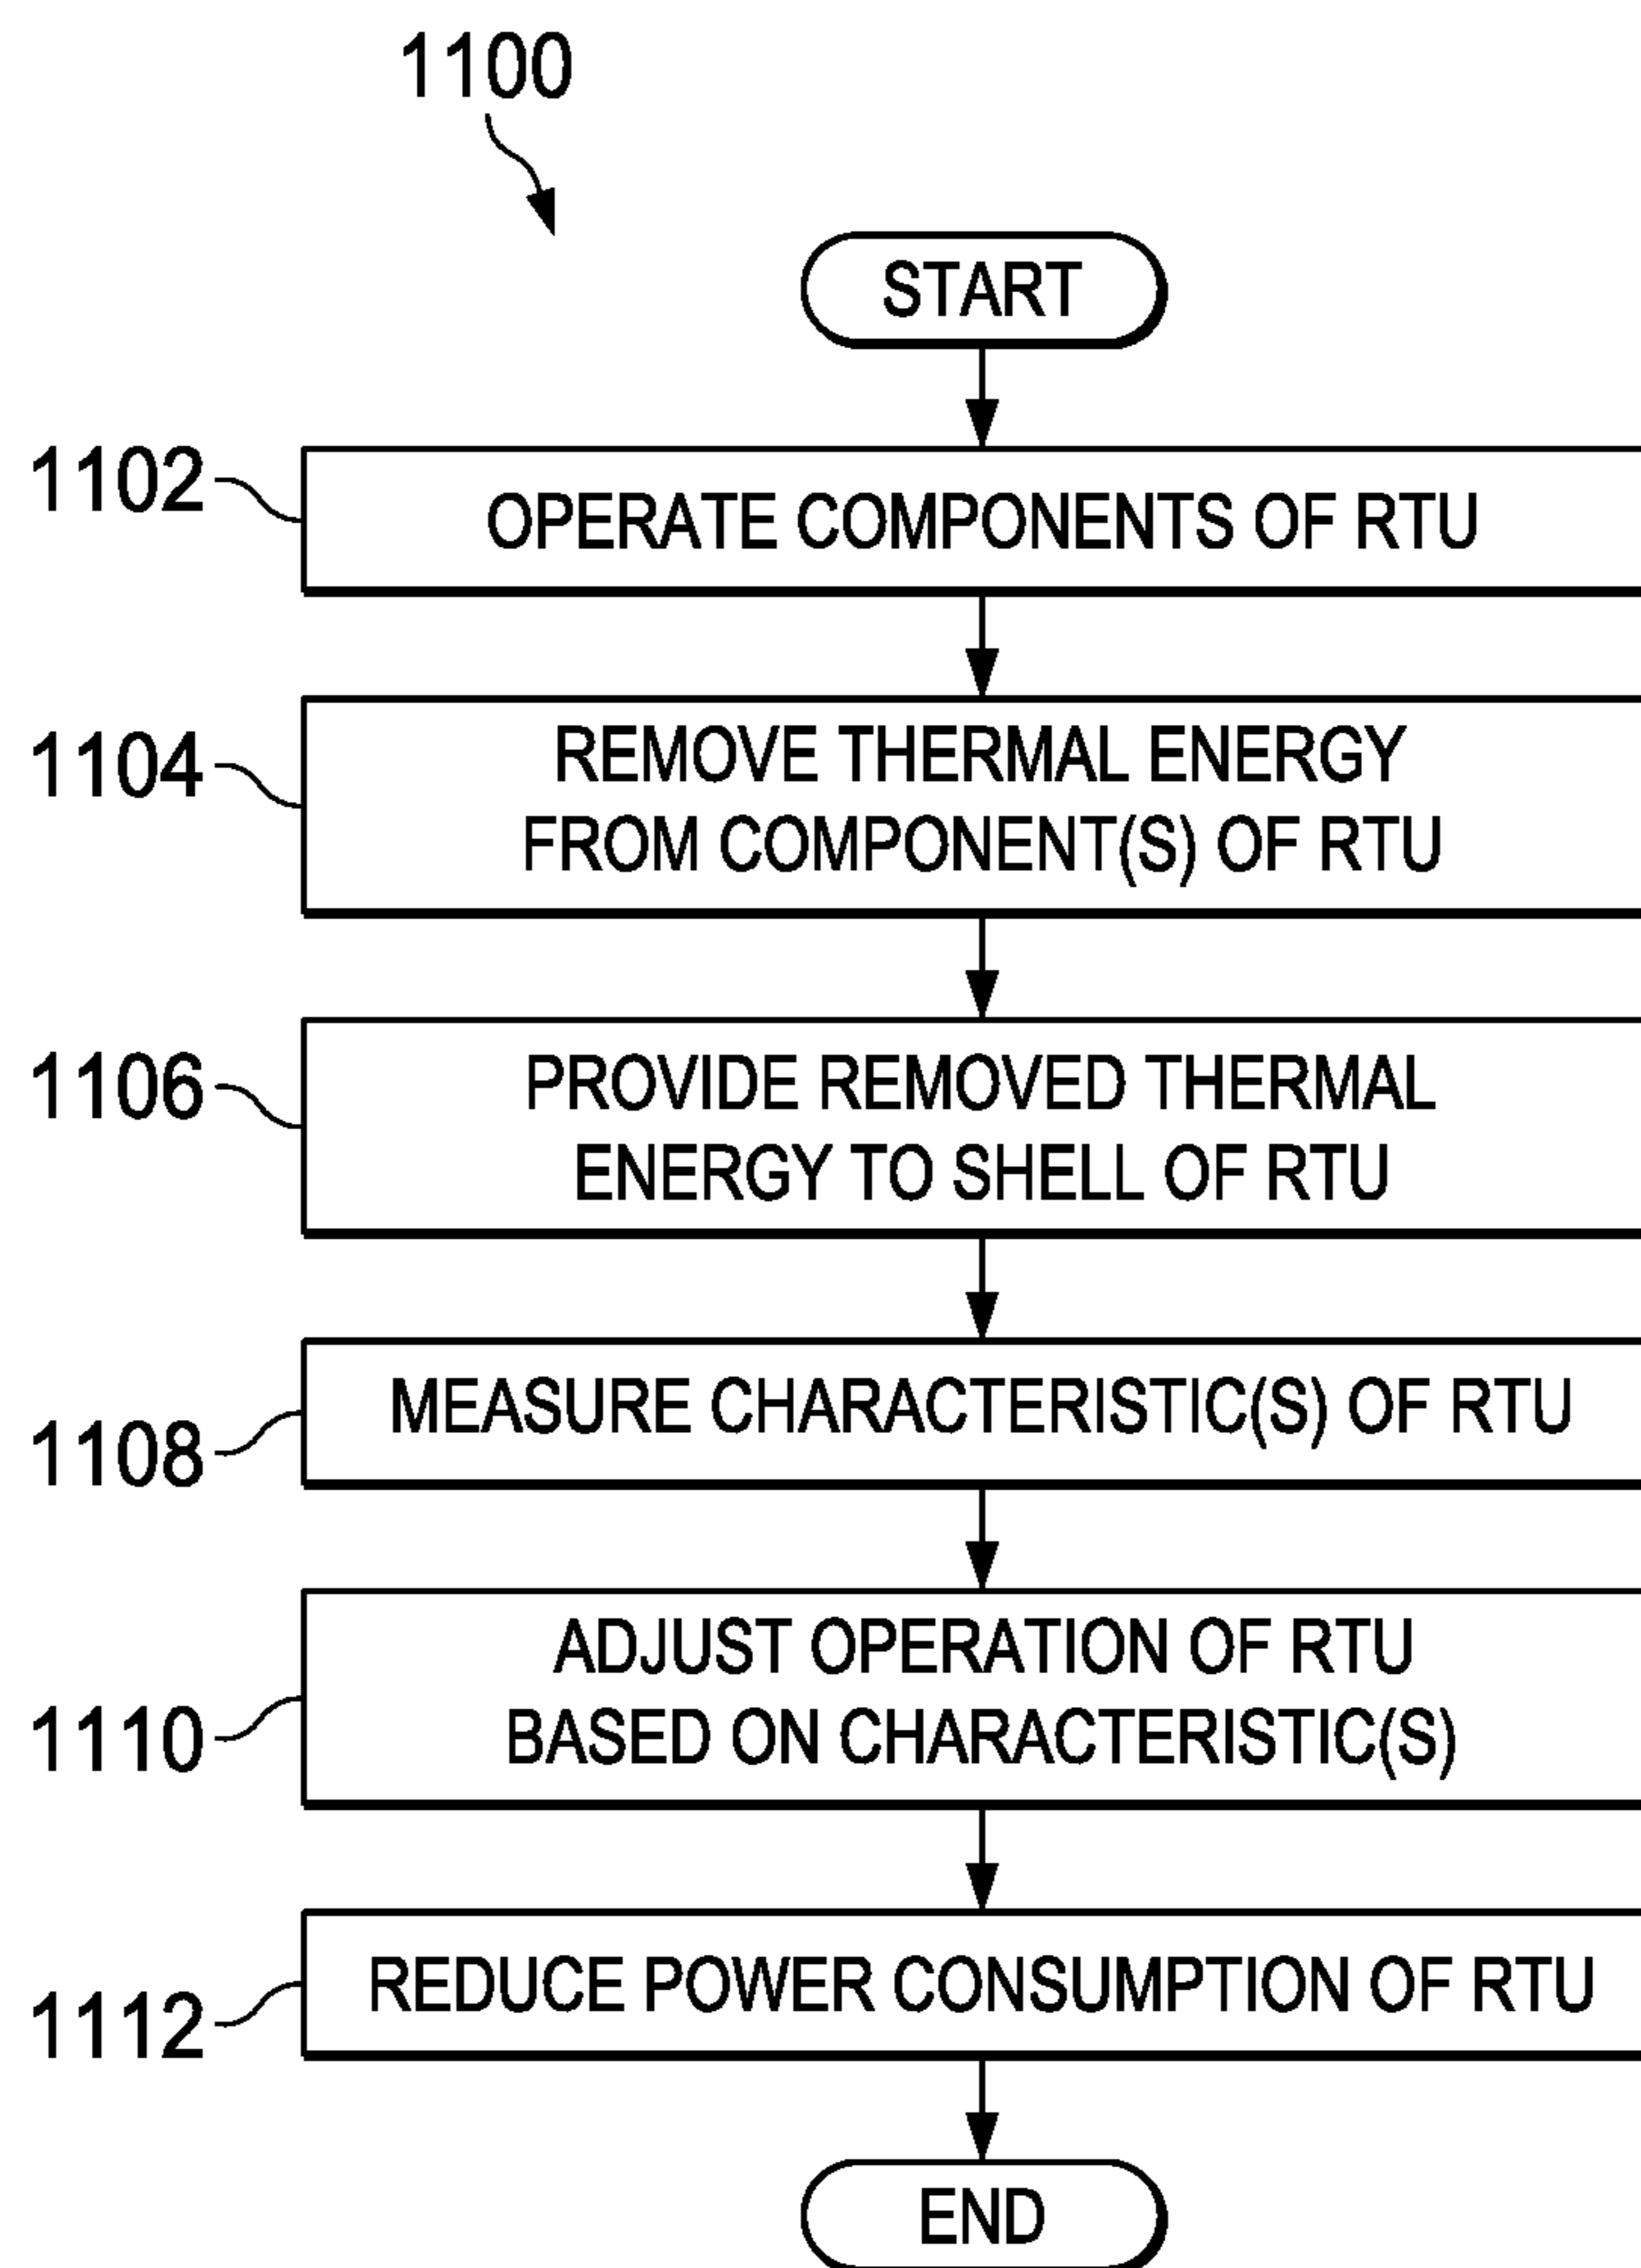 1100
START
1102
OPERATE COMPONENTS OF RTU
1104
REMOVE THERMAL ENERGY
FROM COMPONENT(S) OF RTU
1106
PROVIDE REMOVED THERMAL
ENERGY TO SHELL OF RTU
1108
MEASURE CHARACTERISTIC(S) OF RTU
1110
ADJUST OPERATION OF RTU
BASED ON CHARACTERISTIC(S)
1112
REDUCE POWER CONSUMPTION OF RTU
END